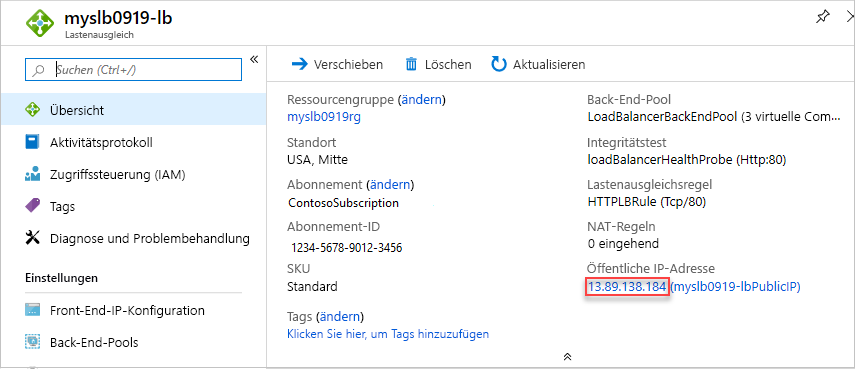 myslb0919-lb
Lastenausgleich
Suchen (Ctrl+/)
Übersicht
Aktivitätsprotokoll
Zugriffssteuerung (IAM)
Tags
Diagnose und Problembehandlung
Einstellungen
Front-End-IP-Konfiguration
Back-End-Pools
Verschieben
Löschen
Aktualisieren
Ressourcengruppe (ändern)
myslb0919rg
Standort
USA, Mitte
Abonnement (ändern)
ContosoSubscription
Abonnement-ID
1234-5678-9012-3456
SKU
Standard
Tags (ändern)
Klicken Sie hier, um Tags hinzuzufügen
Back-End-Pool
LoadBalancerBackEndPool (3 virtuelle Com...
Integritätstest
loadBalancerHealthProbe (Http:80)
Lastenausgleichsregel
HTTPLBRule (Tcp/80)
NAT-Regeln
0 eingehend
Öffentliche IP-Adresse
13.89.138.184 (myslb0919-lbPublicIP)